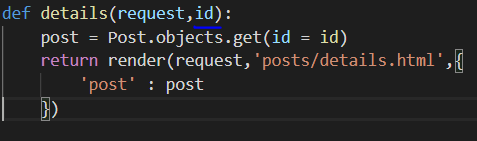 def details(request,id):
    post = Post.objects.get(id = id)
    return render(request,'posts/details.html',{
        'post' : post
    })